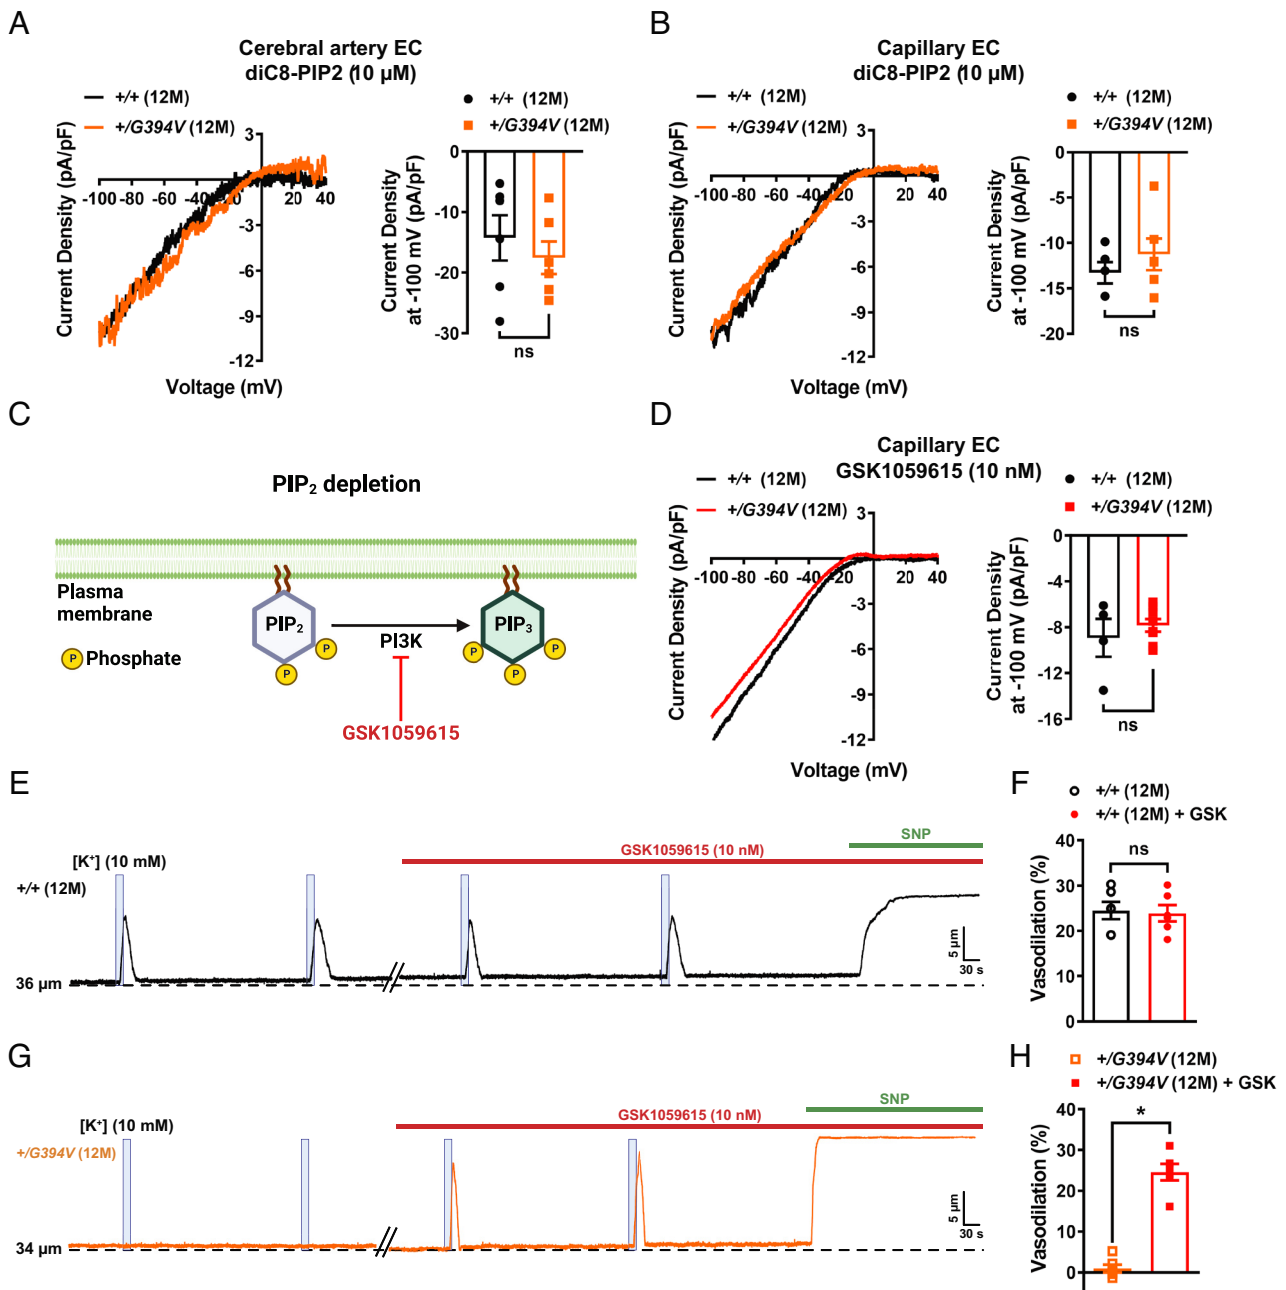 A
Cerebral artery EC
diC8-PIP2 (10 µM)
+/+ (12M)
+/G394V (12M)
Current Density (pA/pF)
3
-100 -80 -60 -40 -20 20 40
-3
-6
-9
-12
Voltage (mV)
+/+ (12M)
+/G394V (12M)
Current Density
at -100 mV (pA/pF)
0
-10
-20
-30
ns
B
Capillary EC
diC8-PIP2 (10 µM)
+/+ (12M)
+/G394V (12M)
Current Density (pA/pF)
3
-100 -80 -60 -40 -20 20 40
-3
-6
-9
-12
Voltage (mV)
+/+ (12M)
+/G394V (12M)
Current Density
at -100 mV (pA/pF)
0
-5
-10
-15
-20
ns
C
PIP2 depletion
Plasma
membrane
P Phosphate
PIP2
P
P
PI3K
PIP3
P
P
P
GSK1059615
D
Capillary EC
GSK1059615 (10 nM)
+/+ (12M)
+/G394V (12M)
Current Density (pA/pF)
3
-100 -80 -60 -40 -20 20 40
-3
-6
-9
-12
Voltage (mV)
+/+ (12M)
+/G394V (12M)
Current Density
at -100 mV (pA/pF)
0
-4
-8
-12
-16
ns
E
[K+] (10 mM)
+/+ (12M)
GSK1059615 (10 nM)
SNP
36 µm
5 µm
30 s
F
+/+ (12M)
+/+ (12M) + GSK
Vasodilation (%)
40
30
20
10
0
ns
G
[K+] (10 mM)
+/G394V (12M)
GSK1059615 (10 nM)
SNP
34 µm
5 µm
30 s
H
+/G394V (12M)
+/G394V (12M) + GSK
Vasodilation (%)
40
30
20
10
0
*